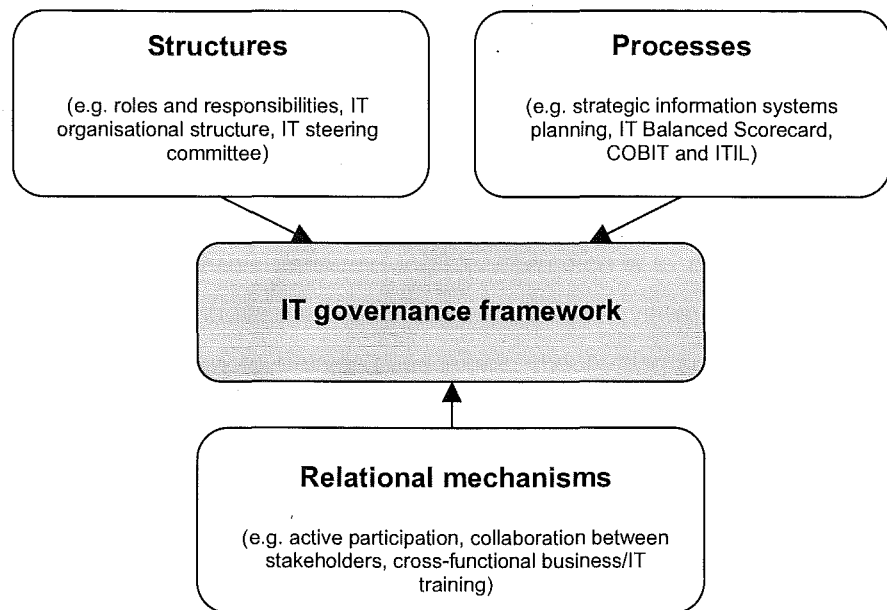 Structures
(e.g. roles and responsibilities, IT
organisational structure, IT steering
committee)
Processes
(e.g. strategic information systems
planning, IT Balanced Scorecard,
COBIT and ITIL)
IT governance framework
Relational mechanisms
(e.g. active participation, collaboration between
stakeholders, cross-functional business/IT
training)